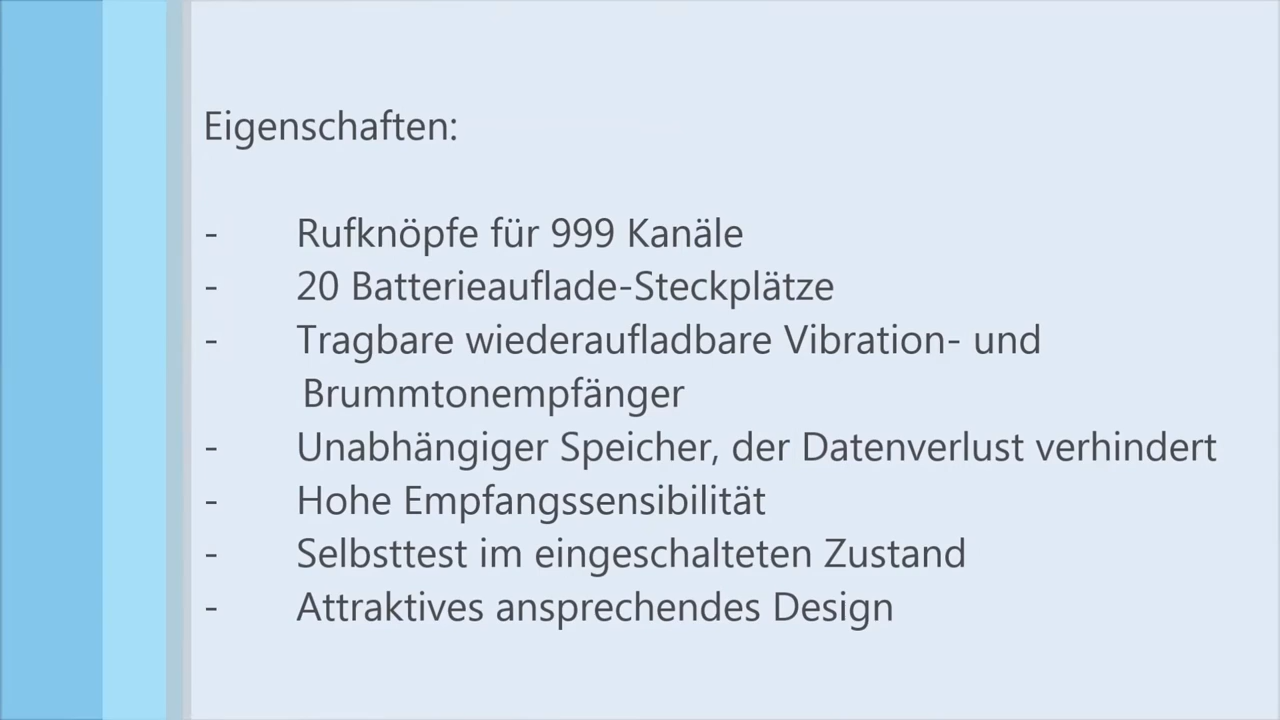 Eigenschaften:
- Rufknöpfe für 999 Kanäle
- 20 Batterieauflade-Steckplätze
- Tragbare wiederaufladbare Vibration- und
Brummtonempfänger
- Unabhängiger Speicher, der Datenverlust verhindert
- Hohe Empfangssensibilität
- Selbsttest im eingeschalteten Zustand
- Attraktives ansprechendes Design